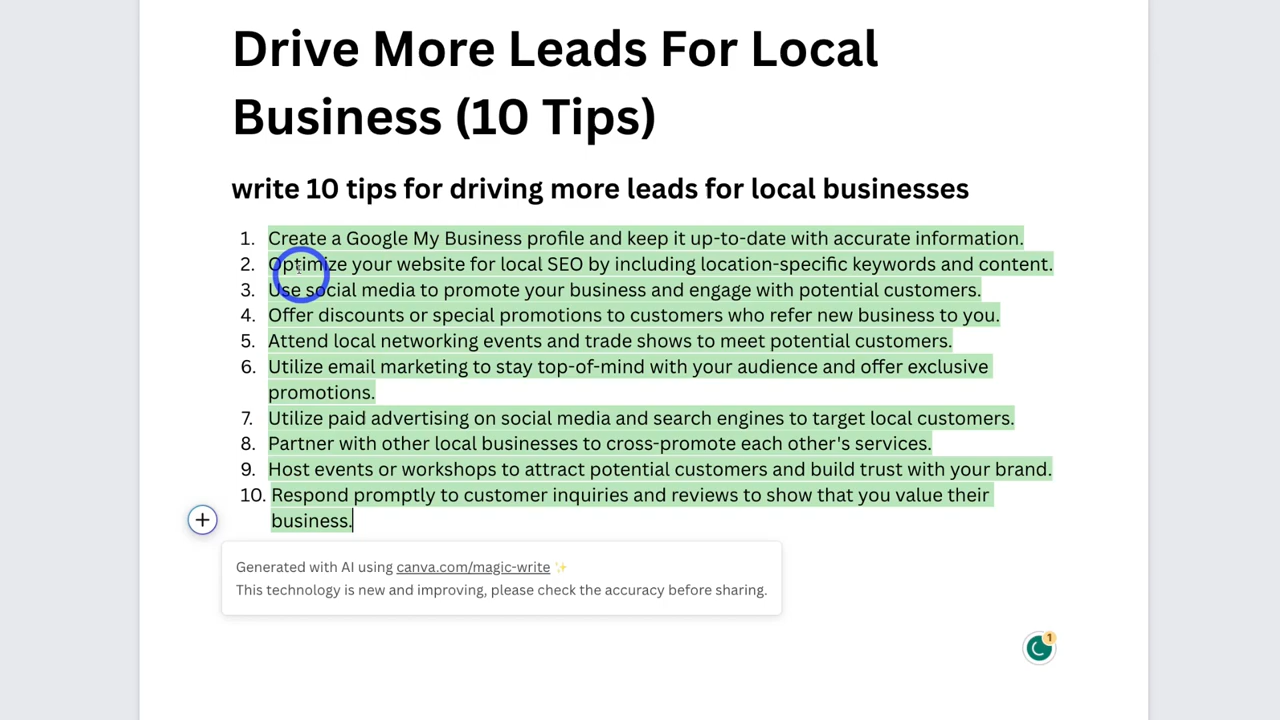 Drive More Leads For Local
Business (10 Tips)
write 10 tips for driving more leads for local businesses
1. Create a Google My Business profile and keep it up-to-date with accurate information.
2. Optimize your website for local SEO by including location-specific keywords and content.
3. Use social media to promote your business and engage with potential customers.
4. Offer discounts or special promotions to customers who refer new business to you.
5. Attend local networking events and trade shows to meet potential customers.
6. Utilize email marketing to stay top-of-mind with your audience and offer exclusive
promotions.
7. Utilize paid advertising on social media and search engines to target local customers.
8. Partner with other local businesses to cross-promote each other's services.
9. Host events or workshops to attract potential customers and build trust with your brand.
10. Respond promptly to customer inquiries and reviews to show that you value their
business.
Generated with AI using canva.com/magic-write ✨
This technology is new and improving, please check the accuracy before sharing.
1